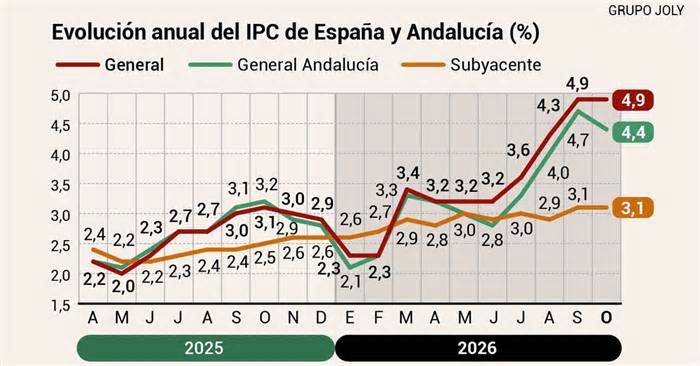 GRUPO JOLY
Evolución anual del IPC de España y Andalucía (%)
General General Andalucía Subyacente
5,0
4,5
4,0
3,5
3,0
2,5
2,0
1,5
2,4 2,2 2,3 2,7 2,7 3,1 3,2 3,0 2,9 2,6 2,7 3,3 3,4 3,2 3,2 3,2 3,6 4,3 4,9 4,9
4,7 4,4
4,0
2,2 2,0 2,2 2,3 2,4 3,0 2,4 3,1 2,5 2,9 2,6 2,6 2,3 2,1 2,3 2,9 2,8 3,0 2,8 3,0 2,9 3,1 3,1
A M J J A S O N D E F M A M J J A S O
2025 2026